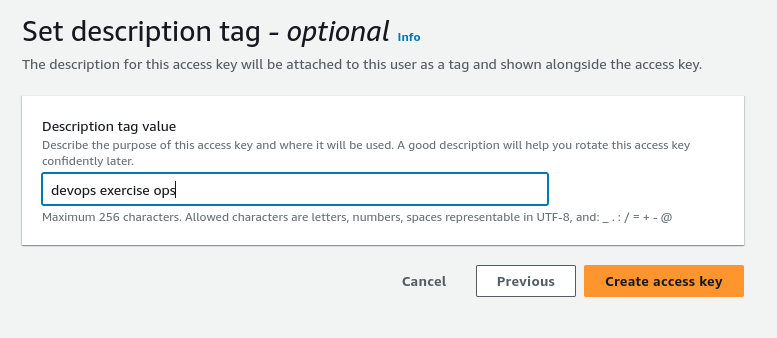 Set description tag - optional Info
The description for this access key will be attached to this user as a tag and shown alongside the access key.
Description tag value
Describe the purpose of this access key and where it will be used. A good description will help you rotate this access key
confidently later.
devops exercise ops
Maximum 256 characters. Allowed characters are letters, numbers, spaces representable in UTF-8, and: _ . : / = + - @
Cancel Previous Create access key